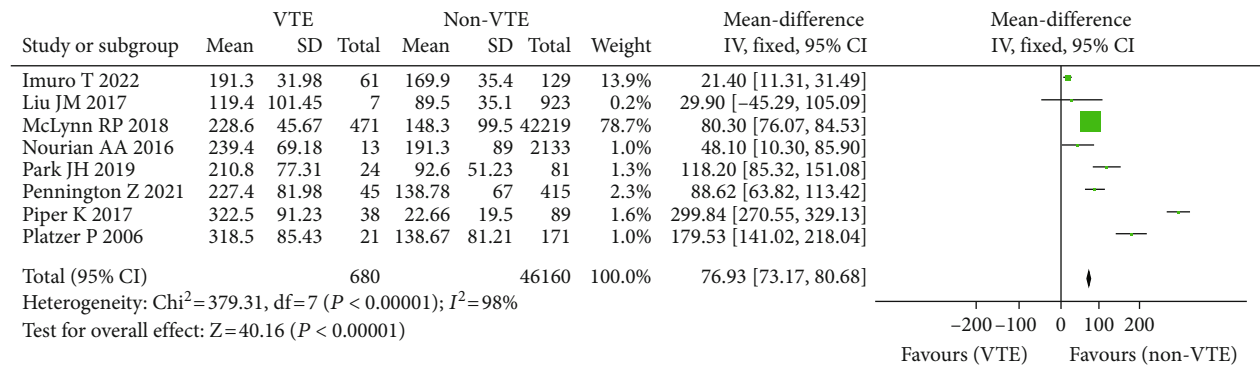 VTE Non-VTE Mean-difference Mean-difference
Study or subgroup Mean SD Total Mean SD Total Weight IV, fixed, 95% CI IV, fixed, 95% CI
Imuro T 2022 191.3 31.98 61 169.9 35.4 129 13.9% 21.40 [11.31, 31.49]
Liu JM 2017 119.4 101.45 7 89.5 35.1 923 0.2% 29.90 [–45.29, 105.09]
McLynn RP 2018 228.6 45.67 471 148.3 99.5 42219 78.7% 80.30 [76.07, 84.53]
Nourian AA 2016 239.4 69.18 13 191.3 89 2133 1.0% 48.10 [10.30, 85.90]
Park JH 2019 210.8 77.31 24 92.6 51.23 81 1.3% 118.20 [85.32, 151.08]
Pennington Z 2021 227.4 81.98 45 138.78 67 415 2.3% 88.62 [63.82, 113.42]
Piper K 2017 322.5 91.23 38 22.66 19.5 89 1.6% 299.84 [270.55, 329.13]
Platzer P 2006 318.5 85.43 21 138.67 81.21 171 1.0% 179.53 [141.02, 218.04]
Total (95% CI) 680 46160 100.0% 76.93 [73.17, 80.68]
Heterogeneity: Chi²=379.31, df=7 (P < 0.00001); I²=98%
Test for overall effect: Z=40.16 (P < 0.00001)
–200 –100 0 100 200
Favours (VTE) Favours (non-VTE)